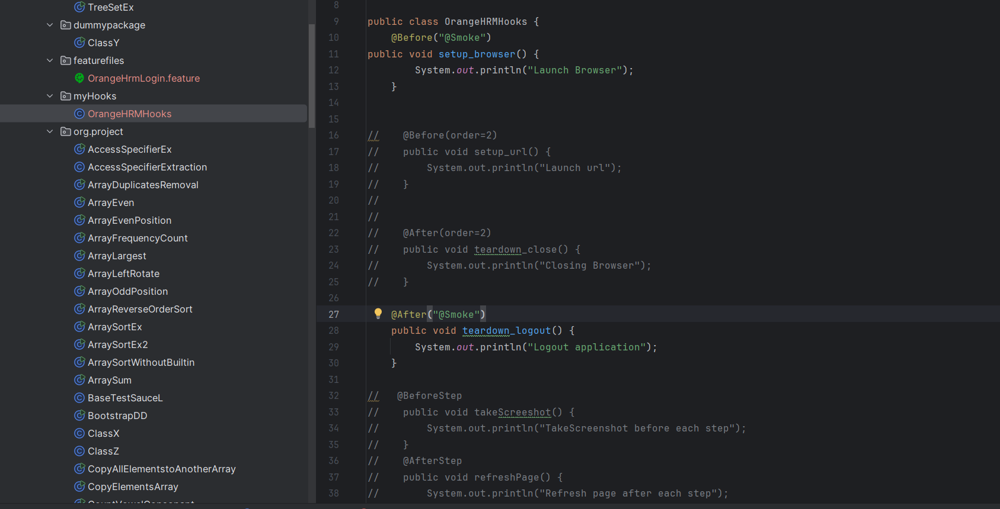 TreeSetEx
dummypackage
ClassY
featurefiles
OrangeHrmLogin.feature
myHooks
OrangeHRMHooks
org.project
AccessSpecifierEx
AccessSpecifierExtraction
ArrayDuplicatesRemoval
ArrayEven
ArrayEvenPosition
ArrayFrequencyCount
ArrayLargest
ArrayLeftRotate
ArrayOddPosition
ArrayReverseOrderSort
ArraySortEx
ArraySortEx2
ArraySortWithoutBuiltin
ArraySum
BaseTestSauceL
BootstrapDD
ClassX
ClassZ
CopyAllElementstoAnotherArray
CopyElementsArray
8
9 public class OrangeHRMHooks {
10 @Before("@Smoke")
11 public void setup_browser() {
12 System.out.println("Launch Browser");
13 }
14
15
16 // @Before(order=2)
17 // public void setup_url() {
18 // System.out.println("Launch url");
19 // }
20 //
21 //
22 // @After(order=2)
23 // public void teardown_close() {
24 // System.out.println("Closing Browser");
25 // }
26
27 @After("@Smoke")
28 public void teardown_logout() {
29 System.out.println("Logout application");
30 }
31
32 // @BeforeStep
33 // public void takeScreeshot() {
34 // System.out.println("TakeScreenshot before each step");
35 // }
36 // @AfterStep
37 // public void refreshPage() {
38 // System.out.println("Refresh page after each step");